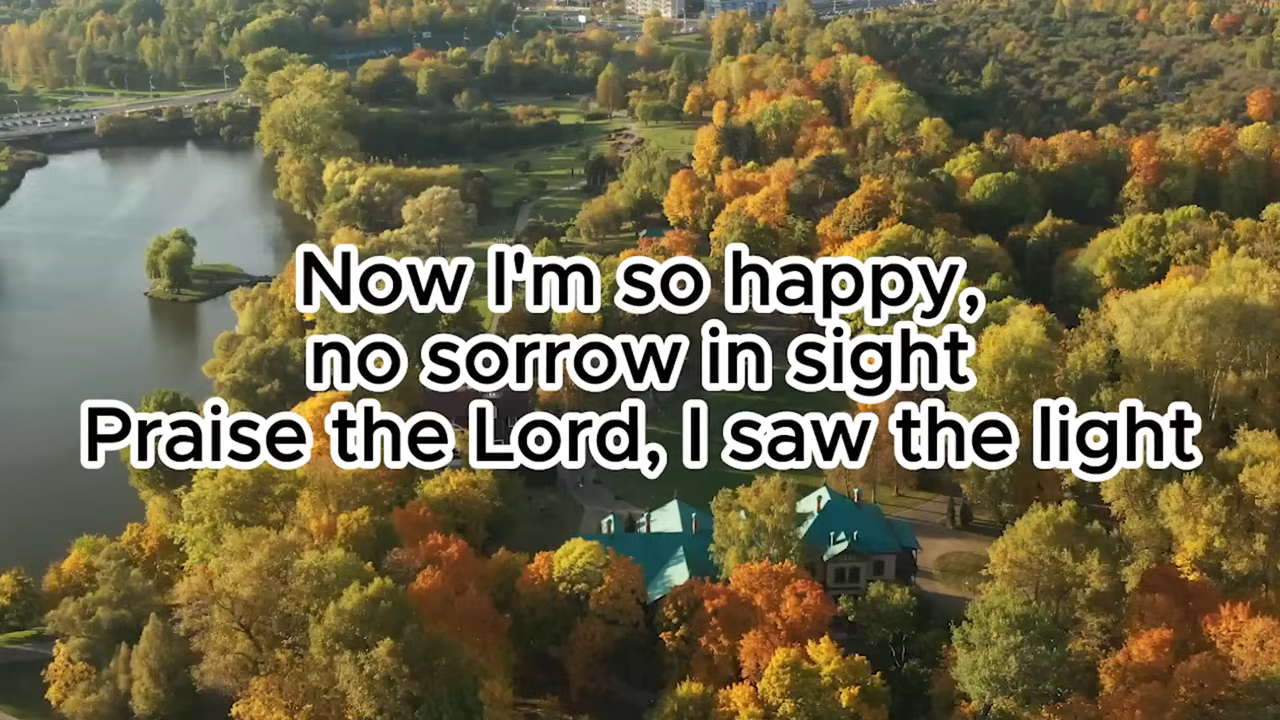 Now I'm so happy,
no sorrow in sight
Praise the Lord, I saw the light